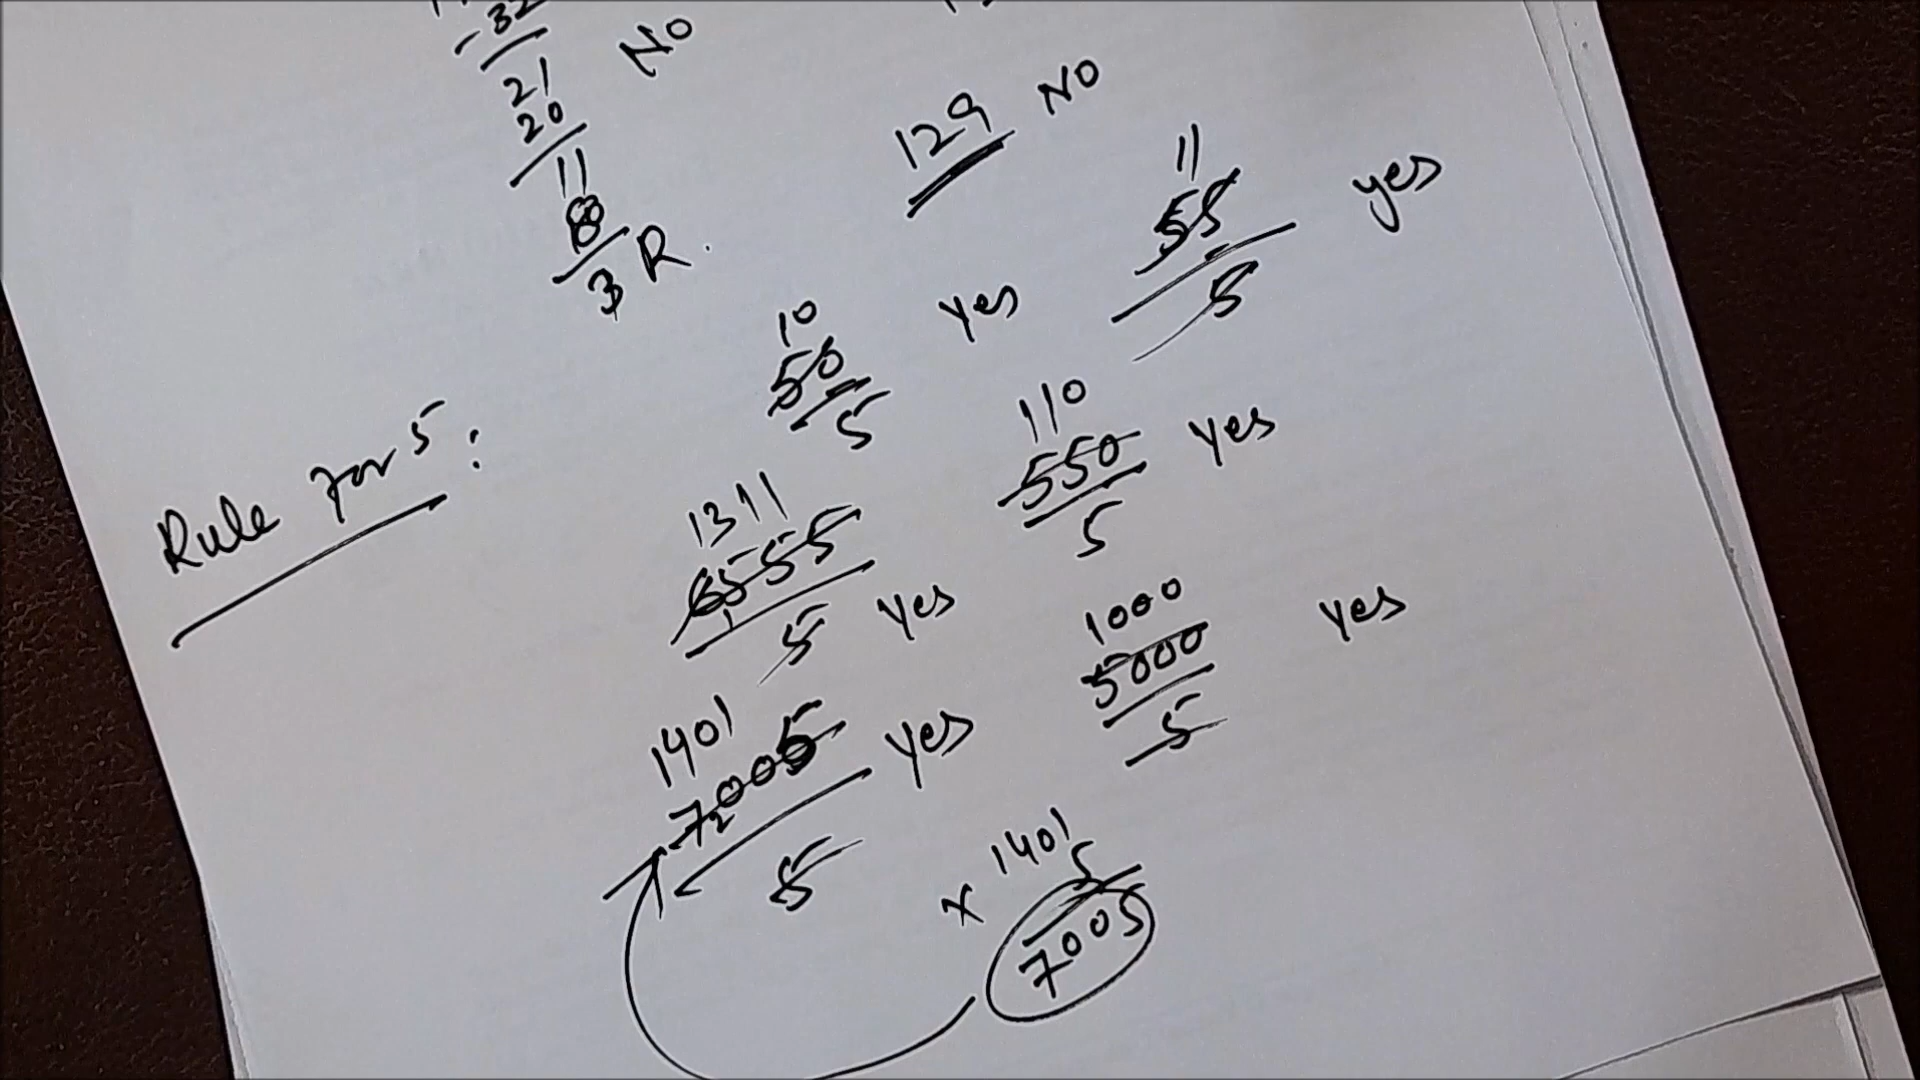 - 32
21 No
20
11
8
3 R.
129 NO
11
55 yes
5
10
50 yes
5
Rule for 5:
110
550 yes
5
1311
6555 yes
5
1000
5000 yes
5
1401
7005 yes
5
1401
x 5
7005